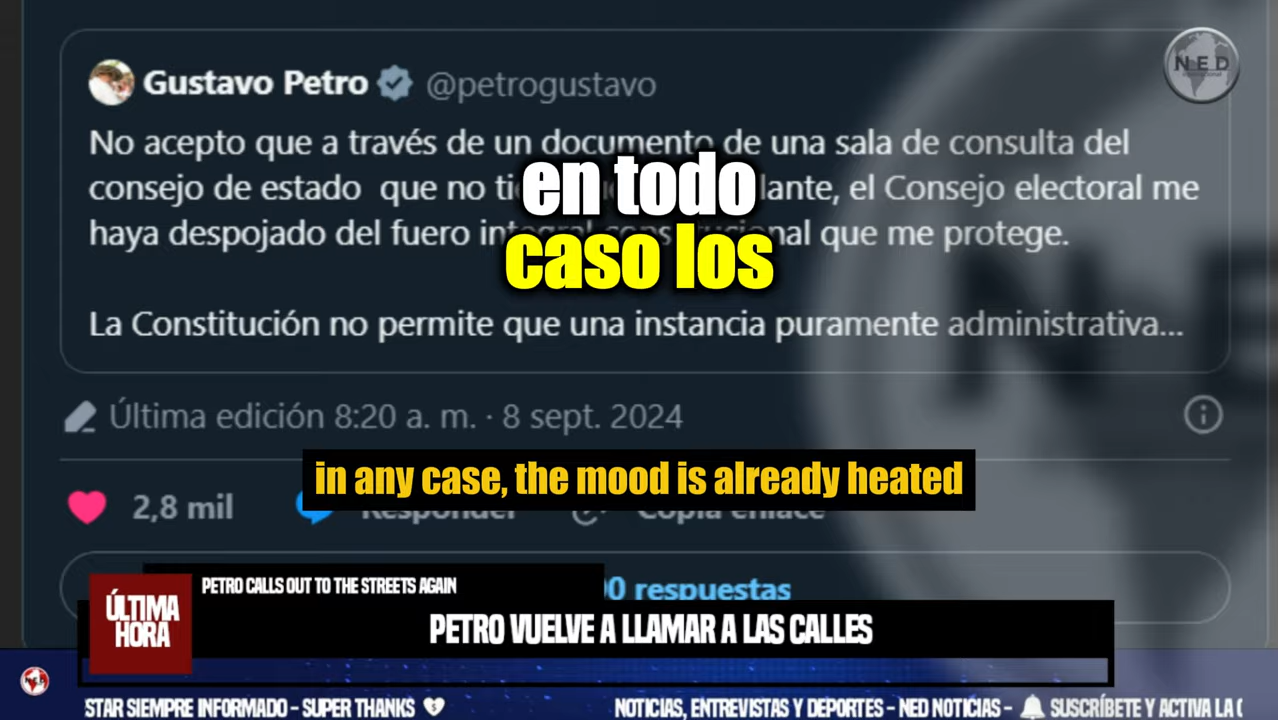 Gustavo Petro @petrogustavo
NED
No acepto que a través de un documento de una sala de consulta del
consejo de estado que no lante, el Consejo electoral me
haya despojado del fuero que me protege.
La Constitución no permite que una instancia puramente administrativa...
en todo
caso los
Última edición 8:20 a. m. · 8 sept. 2024
in any case, the mood is already heated
2,8 mil
Responder
Copia enlace
respuestas
PETRO CALLS OUT TO THE STREETS AGAIN
ÚLTIMA
HORA
PETRO VUELVE A LLAMAR A LAS CALLES
STAR SIEMPRE INFORMADO - SUPER THANKS
NOTICIAS, ENTREVISTAS Y DEPORTES - NED NOTICIAS -
SUSCRÍBETE Y ACTIVA LA